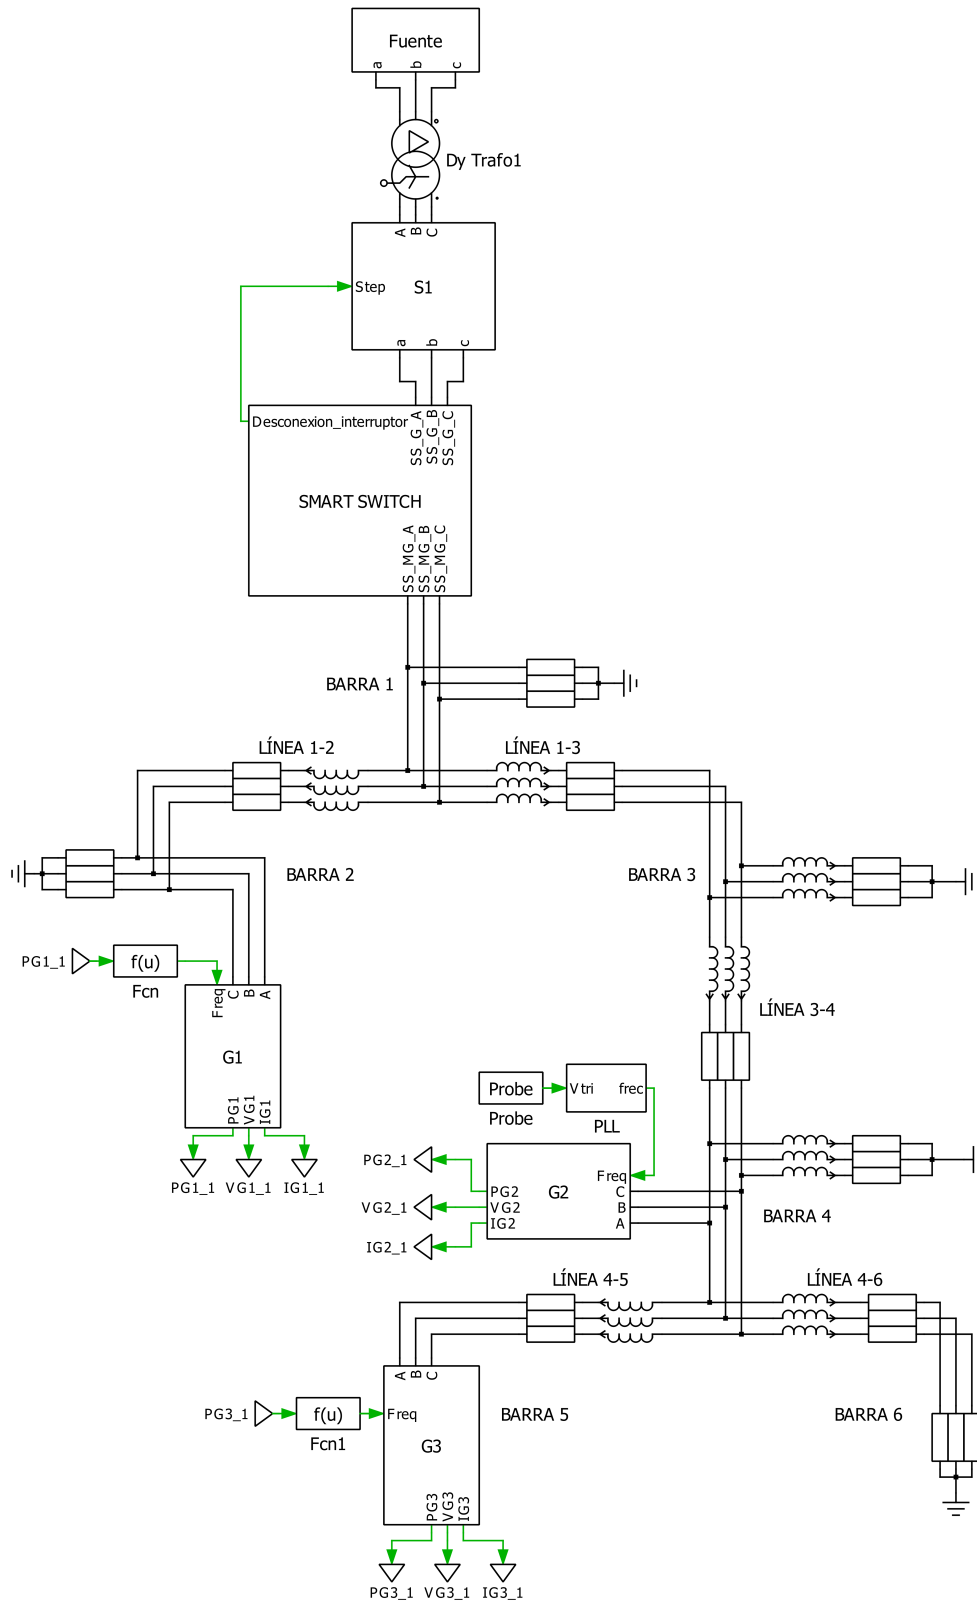 Fuente
a
b
c
Dy Trafo1
A
B
C
Step
S1
a
b
c
Desconexion_interruptor
SS_G_A
SS_G_B
SS_G_C
SMART SWITCH
SS_MG_A
SS_MG_B
SS_MG_C
BARRA 1
LÍNEA 1-2
LÍNEA 1-3
BARRA 2
BARRA 3
PG1_1
f(u)
Fcn
Freq
C
B
A
G1
PG1
VG1
IG1
PG1_1
VG1_1
IG1_1
LÍNEA 3-4
Probe
Probe
Vtri
frec
PLL
PG2_1
VG2_1
IG2_1
PG2
VG2
IG2
G2
Freq
C
B
A
BARRA 4
LÍNEA 4-5
LÍNEA 4-6
A
B
C
PG3_1
f(u)
Fcn1
Freq
G3
PG3
VG3
IG3
BARRA 5
BARRA 6
PG3_1
VG3_1
IG3_1